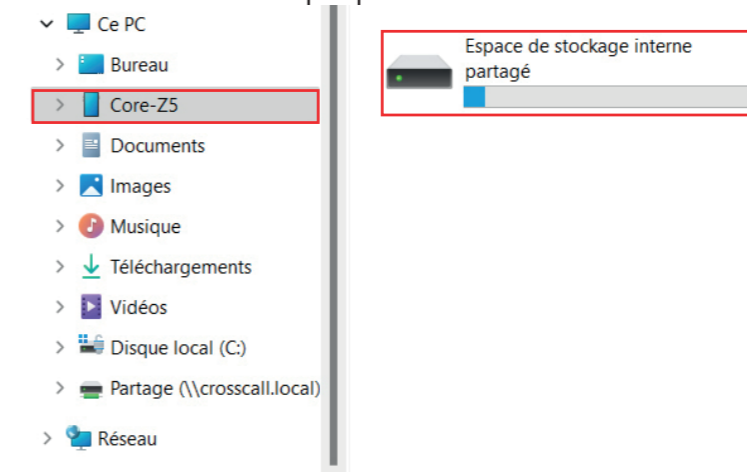 Ce PC
Bureau
Core-Z5
Documents
Images
Musique
Téléchargements
Vidéos
Disque local (C:)
Partage (\\crosscall.local)
Réseau
Espace de stockage interne
partagé